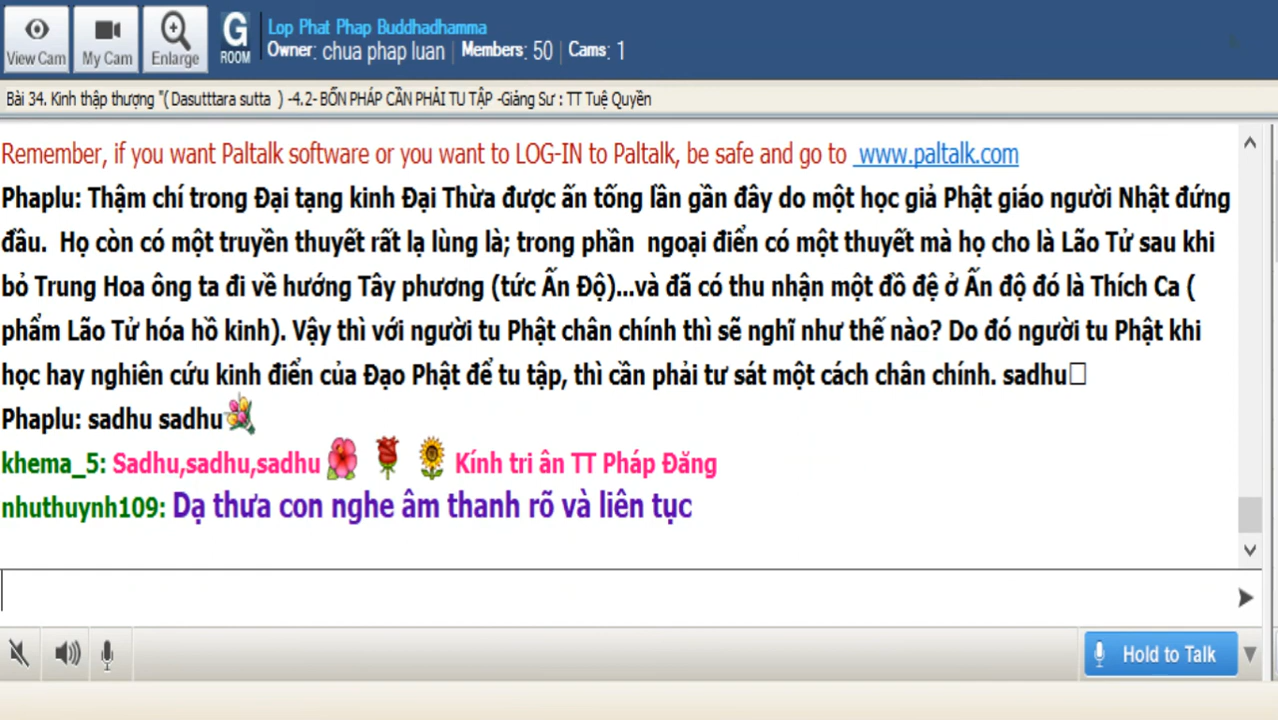 View Cam
My Cam
Enlarge
G
ROOM
Lop Phat Phap Buddhadhamma
Owner: chua phap luan | Members: 50 | Cams: 1
Bài 34. Kinh thập thượng "( Dasutttara sutta ) -4.2- BỐN PHÁP CẦN PHẢI TU TẬP -Giảng Sư : TT Tuệ Quyền
Remember, if you want Paltalk software or you want to LOG-IN to Paltalk, be safe and go to www.paltalk.com
Phaplu: Thậm chí trong Đại tạng kinh Đại Thừa được ấn tống lần gần đây do một học giả Phật giáo người Nhật đứng
đầu. Họ còn có một truyền thuyết rất lạ lùng là; trong phần ngoại điển có một thuyết mà họ cho là Lão Tử sau khi
bỏ Trung Hoa ông ta đi về hướng Tây phương (tức Ấn Độ)...và đã có thu nhận một đồ đệ ở Ấn độ đó là Thích Ca (
phẩm Lão Tử hóa hồ kinh). Vậy thì với người tu Phật chân chính thì sẽ nghĩ như thế nào? Do đó người tu Phật khi
học hay nghiên cứu kinh điển của Đạo Phật để tu tập, thì cần phải tư sát một cách chân chính. sadhu
Phaplu: sadhu sadhu
khema_5: Sadhu,sadhu,sadhu Kính tri ân TT Pháp Đăng
nhuthuynh109: Dạ thưa con nghe âm thanh rõ và liên tục
Hold to Talk